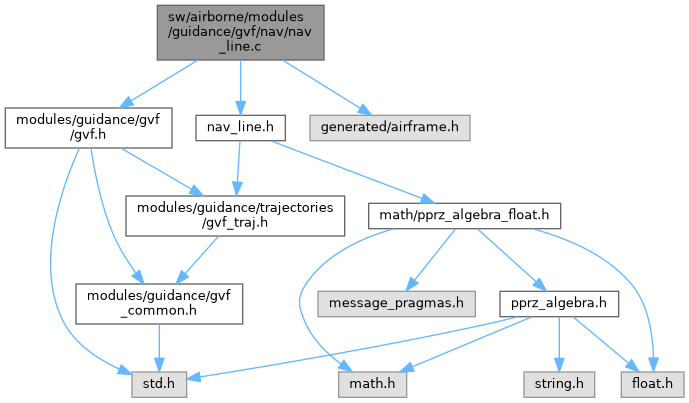 sw/airborne/modules
/guidance/gvf/nav/nav
_line.c
modules/guidance/gvf
/gvf.h
nav_line.h
generated/airframe.h
modules/guidance/trajectories
/gvf_traj.h
math/pprz_algebra_float.h
modules/guidance/gvf
_common.h
message_pragmas.h
pprz_algebra.h
std.h
math.h
string.h
float.h